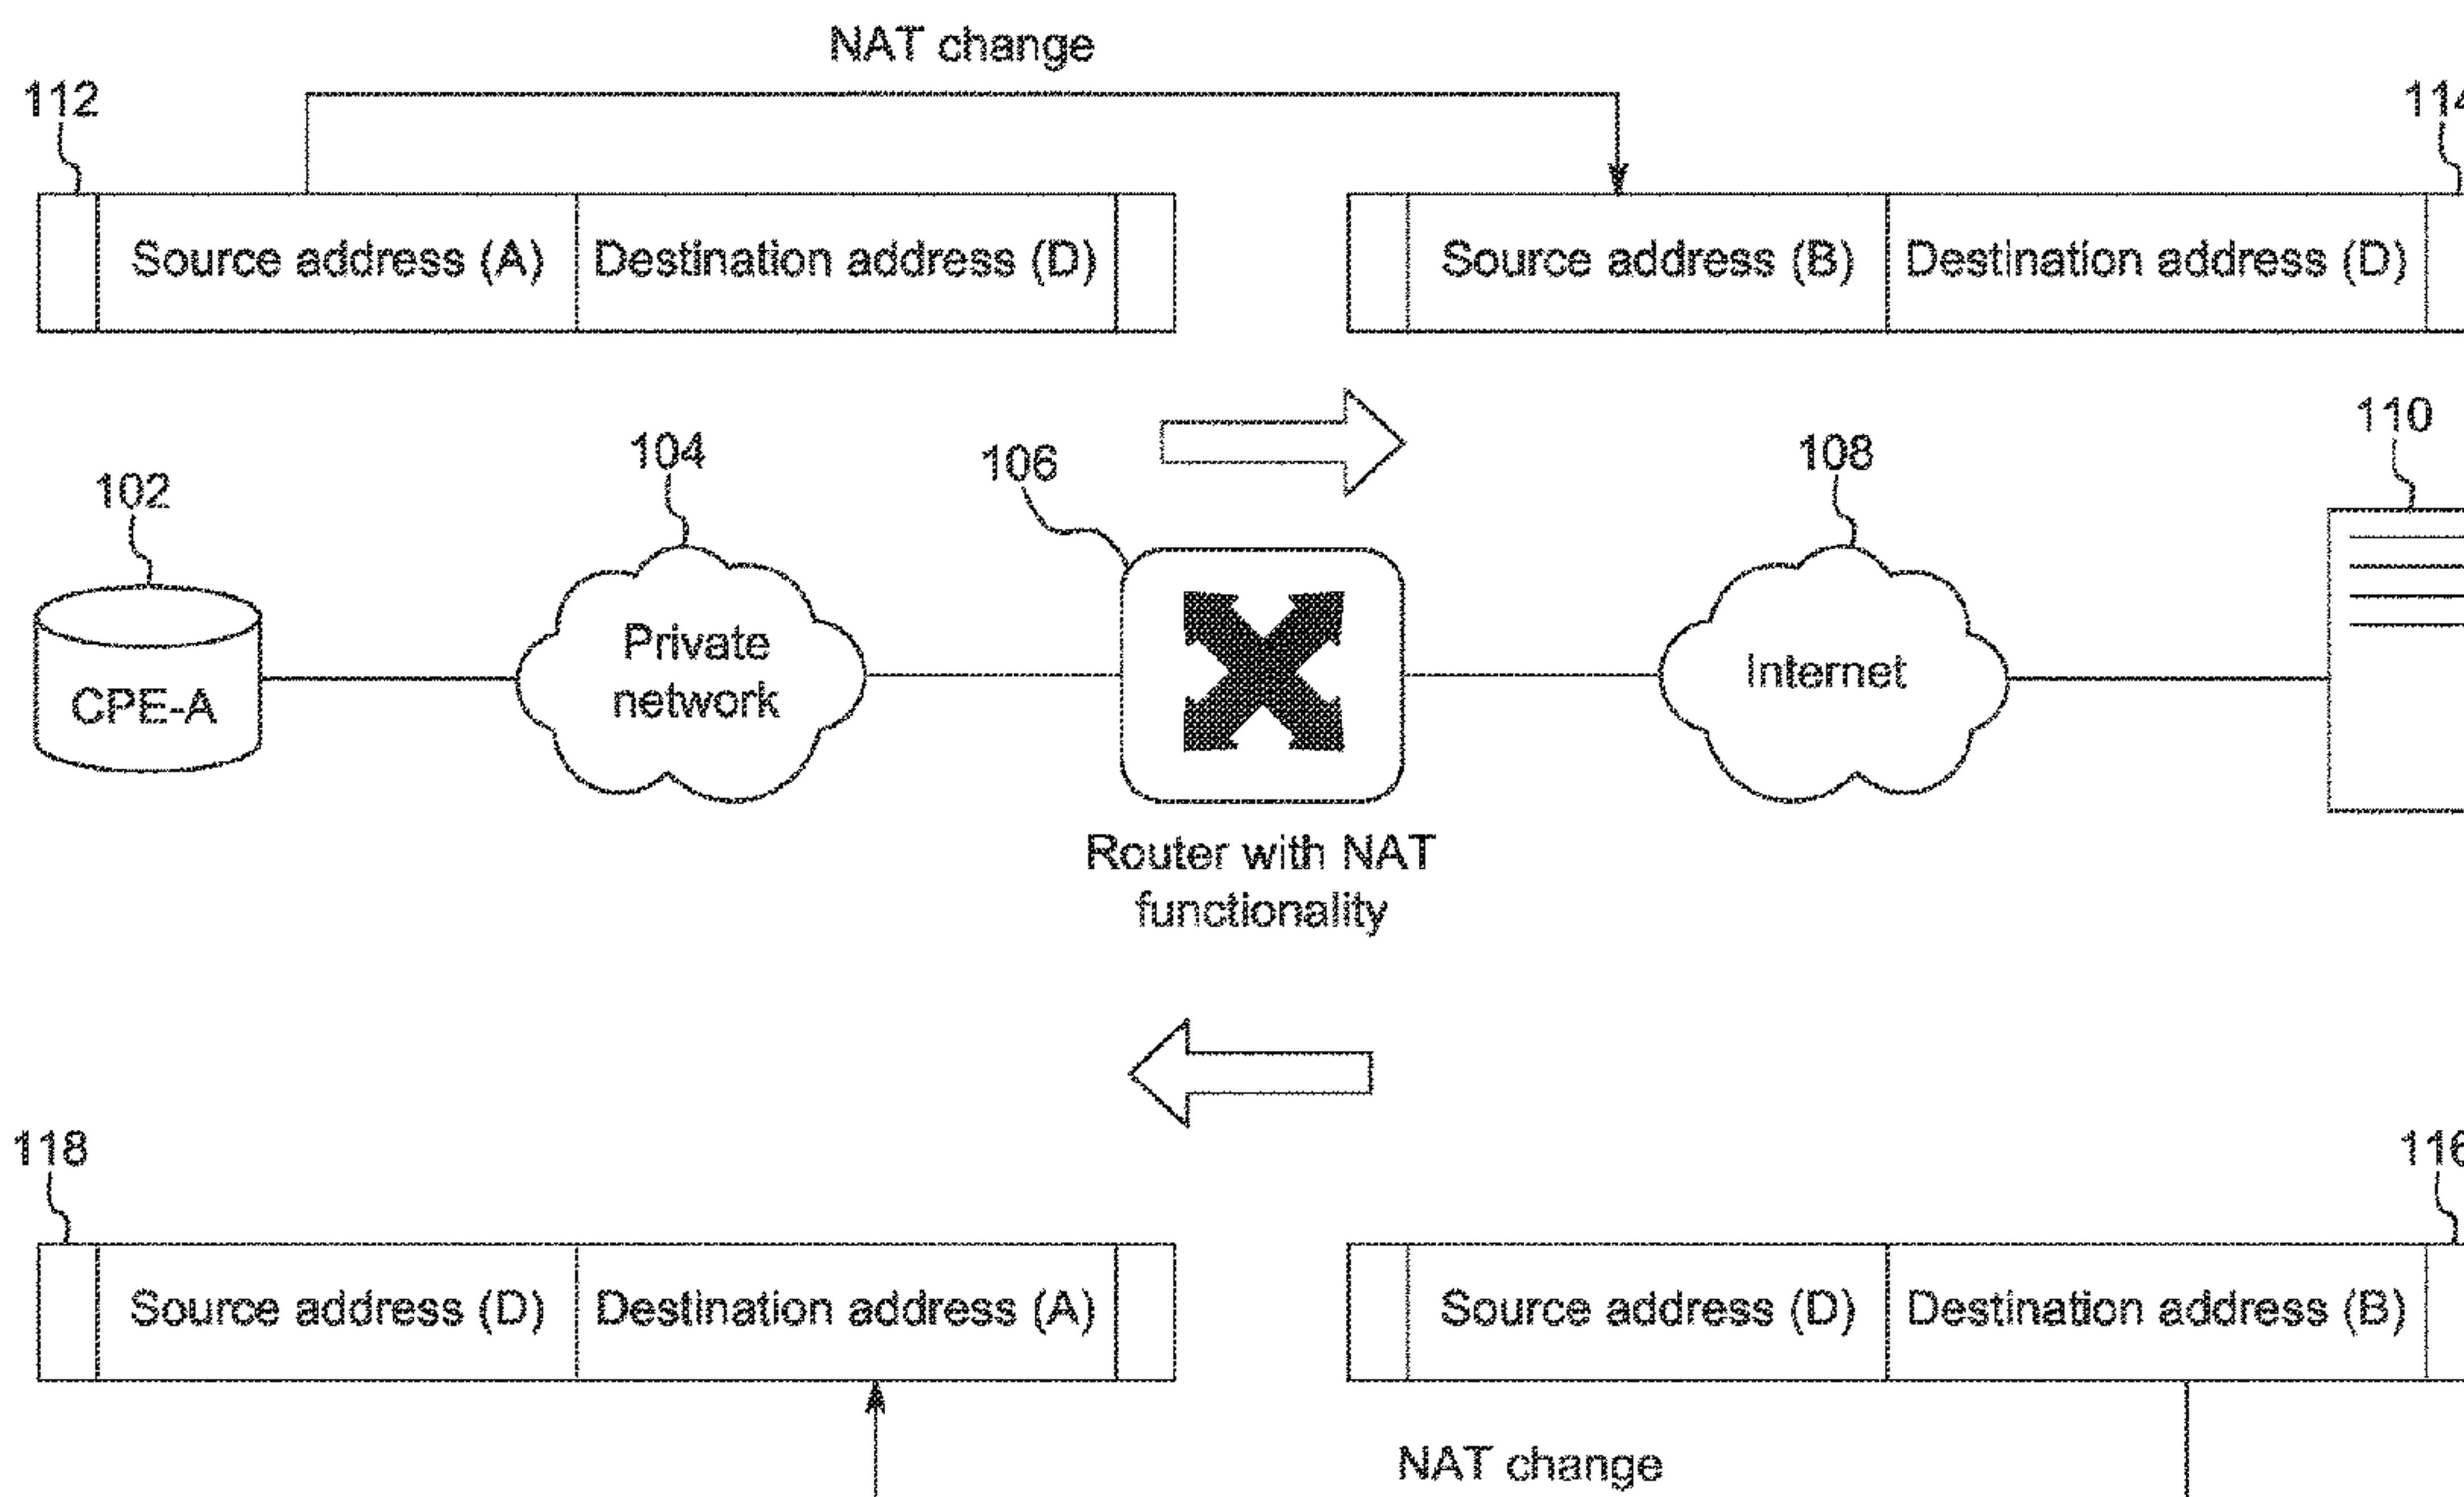 NAT change
112
114
Source address (A) Destination address (D)
Source address (B) Destination address (D)
102
104
106
108
110
CPE-A
Private
network
Internet
Router with NAT
functionality
118
116
Source address (D) Destination address (A)
Source address (D) Destination address (B)
NAT change